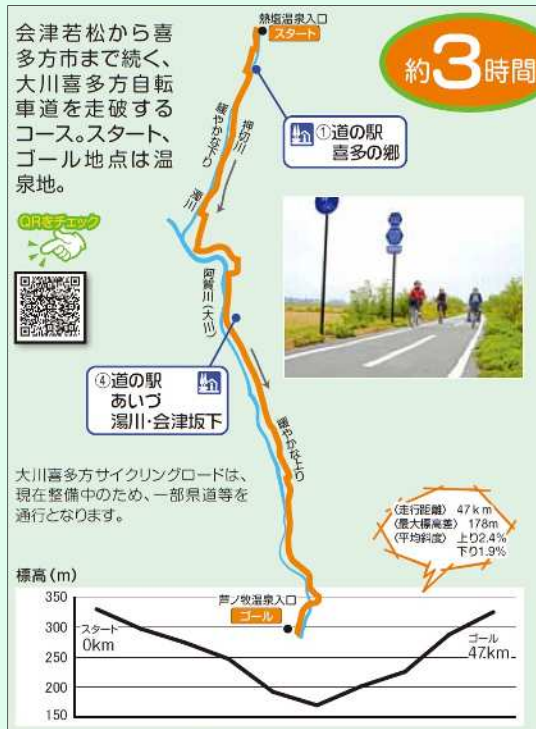 会津若松から喜
多方市まで続く、
大川喜多方自転
車道を走破する
コース。スタート、
ゴール地点は温
泉地。
QRをチェック
約3時間
熱塩温泉入口
スタート
①道の駅
喜多の郷
押切川
緩やかな下り
濁川
阿賀川(大川)
④道の駅
あいづ
湯川・会津坂下
緩やかな上り
大川喜多方サイクリングロードは、
現在整備中のため、一部県道等を
通行となります。
〈走行距離〉 47km
〈最大標高差〉 178m
〈平均斜度〉 上り2.4%
下り1.9%
芦ノ牧温泉入口
ゴール
標高(m)
350
300
250
200
150
スタート
0km
ゴール
47km